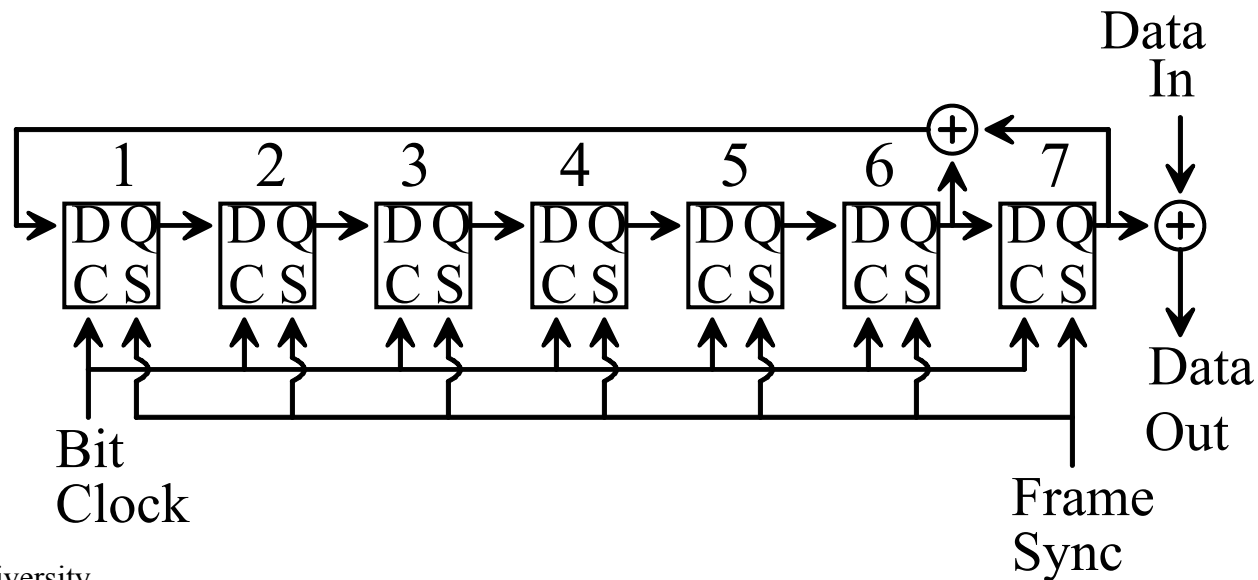 Data
In
1 2 3 4 5 6 7
D Q D Q D Q D Q D Q D Q D Q
C S C S C S C S C S C S C S
Data
Out
Bit
Clock
Frame
Sync